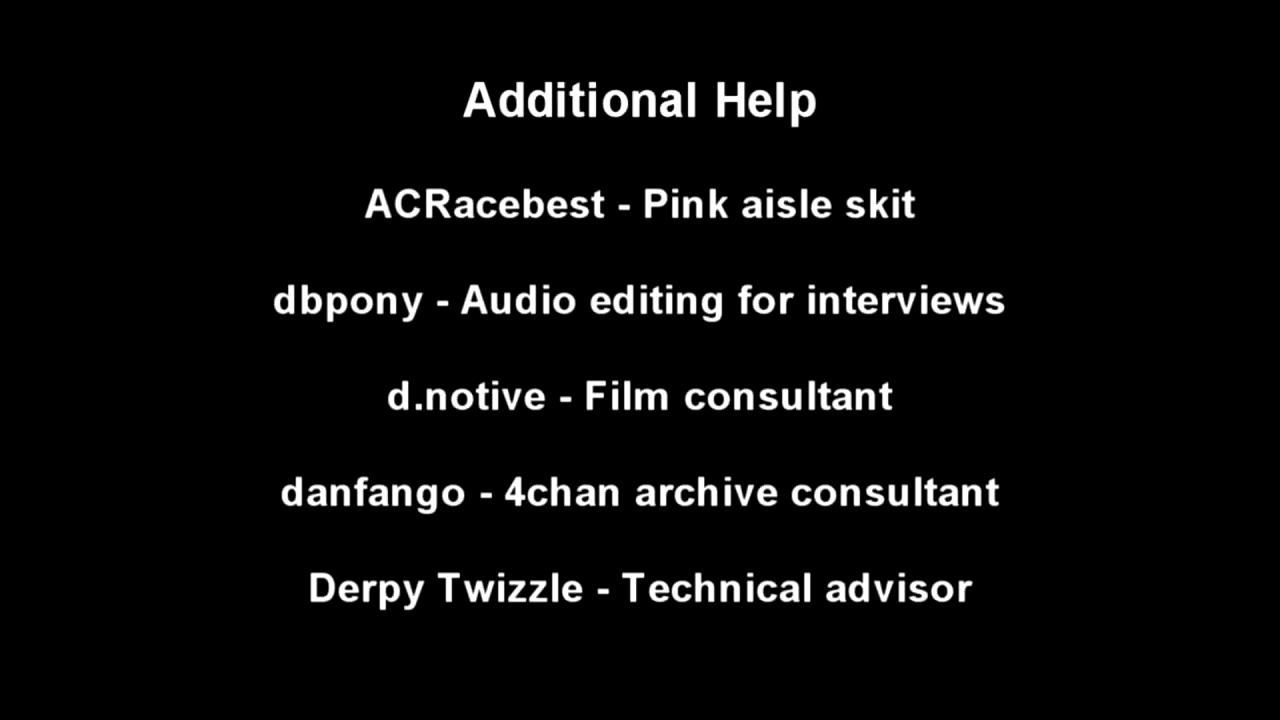 Additional Help
ACRacebest - Pink aisle skit
dbpony - Audio editing for interviews
d.notive - Film consultant
danfango - 4chan archive consultant
Derpy Twizzle - Technical advisor